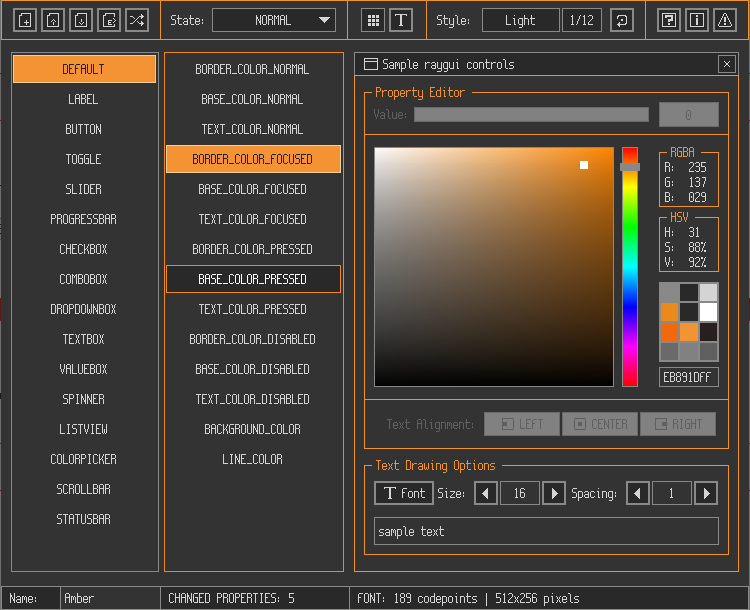 State: NORMAL Style: Light 1/12
DEFAULT
LABEL
BUTTON
TOGGLE
SLIDER
PROGRESSBAR
CHECKBOX
COMBOBOX
DROPDOWNBOX
TEXTBOX
VALUEBOX
SPINNER
LISTVIEW
COLORPICKER
SCROLLBAR
STATUSBAR
BORDER_COLOR_NORMAL
BASE_COLOR_NORMAL
TEXT_COLOR_NORMAL
BORDER_COLOR_FOCUSED
BASE_COLOR_FOCUSED
TEXT_COLOR_FOCUSED
BORDER_COLOR_PRESSED
BASE_COLOR_PRESSED
TEXT_COLOR_PRESSED
BORDER_COLOR_DISABLED
BASE_COLOR_DISABLED
TEXT_COLOR_DISABLED
BACKGROUND_COLOR
LINE_COLOR
Sample raygui controls
Property Editor
Value: 0
RGBA
R: 235
G: 137
B: 029
HSV
H: 31
S: 88%
V: 92%
EB891DFF
Text Alignment: LEFT CENTER RIGHT
Text Drawing Options
Font Size: 16 Spacing: 1
sample text
Name: Amber CHANGED PROPERTIES: 5 FONT: 189 codepoints | 512x256 pixels